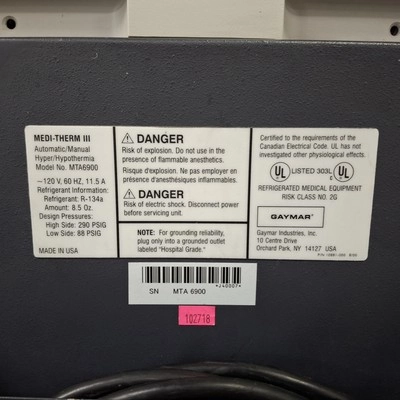 MEDI-THERM III
Automatic/Manual
Hyper/Hypothermia
Model No. MTA6900
~120 V, 60 HZ, 11.5 A
Refrigerant Information:
Refrigerant: R-134a
Amount: 8.5 Oz.
Design Pressures:
High Side: 290 PSIG
Low Side: 88 PSIG
MADE IN USA
DANGER
Risk of explosion. Do not use in the
presence of flammable anesthetics.
Risque d'explosion. Ne pas employer en
présence d'anesthésiques inflammables.
DANGER
Risk of electric shock. Disconnect power
before servicing unit.
NOTE: For grounding reliability,
plug only into a grounded outlet
labeled "Hospital Grade."
Certified to the requirements of the
Canadian Electrical Code. UL has not
investigated other physiological effects.
UL LISTED 303L UL
REFRIGERATED MEDICAL EQUIPMENT
RISK CLASS NO. 2G
GAYMAR
Gaymar Industries, Inc.
10 Centre Drive
Orchard Park, NY 14127 USA
SN MTA 6900
102718